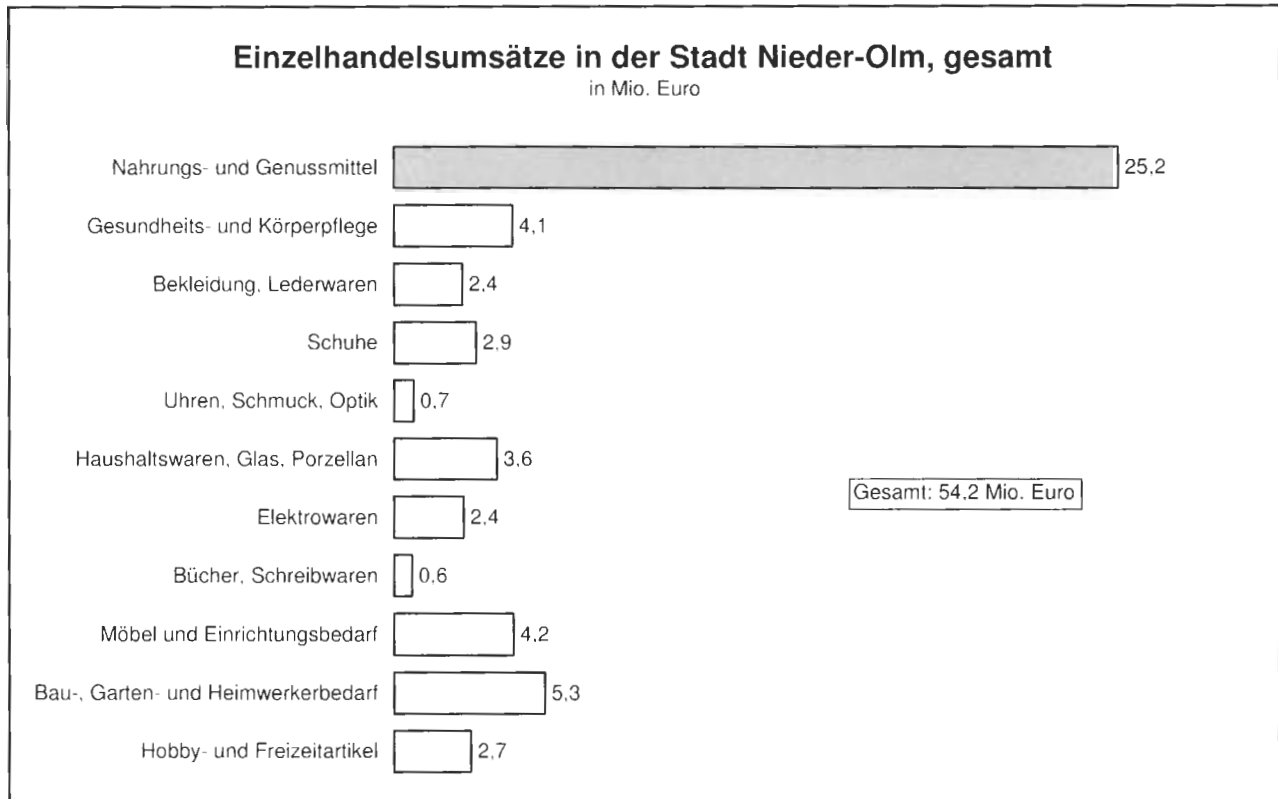 Einzelhandelsumsätze in der Stadt Nieder-Olm, gesamt
in Mio. Euro
Nahrungs- und Genussmittel 25,2
Gesundheits- und Körperpflege 4,1
Bekleidung, Lederwaren 2,4
Schuhe 2,9
Uhren, Schmuck, Optik 0,7
Haushaltswaren, Glas, Porzellan 3,6
Gesamt: 54,2 Mio. Euro
Elektrowaren 2,4
Bücher, Schreibwaren 0,6
Möbel und Einrichtungsbedarf 4,2
Bau-, Garten- und Heimwerkerbedarf 5,3
Hobby- und Freizeitartikel 2,7